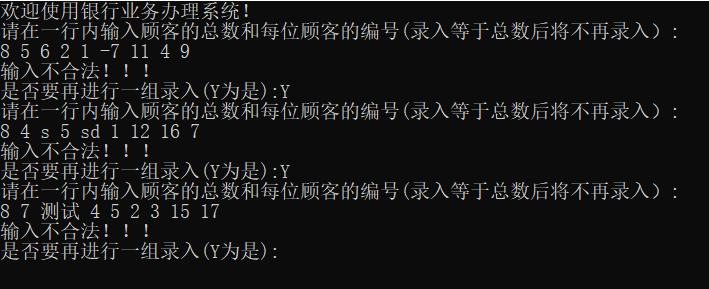 欢迎使用银行业务办理系统！
请在一行内输入顾客的总数和每位顾客的编号(录入等于总数后将不再录入）:
8 5 6 2 1 -7 11 4 9
输入不合法！！！
是否要再进行一组录入(Y为是):Y
请在一行内输入顾客的总数和每位顾客的编号(录入等于总数后将不再录入）:
8 4 s 5 sd 1 12 16 7
输入不合法！！！
是否要再进行一组录入(Y为是):Y
请在一行内输入顾客的总数和每位顾客的编号(录入等于总数后将不再录入）:
8 7 测试 4 5 2 3 15 17
输入不合法！！！
是否要再进行一组录入(Y为是):